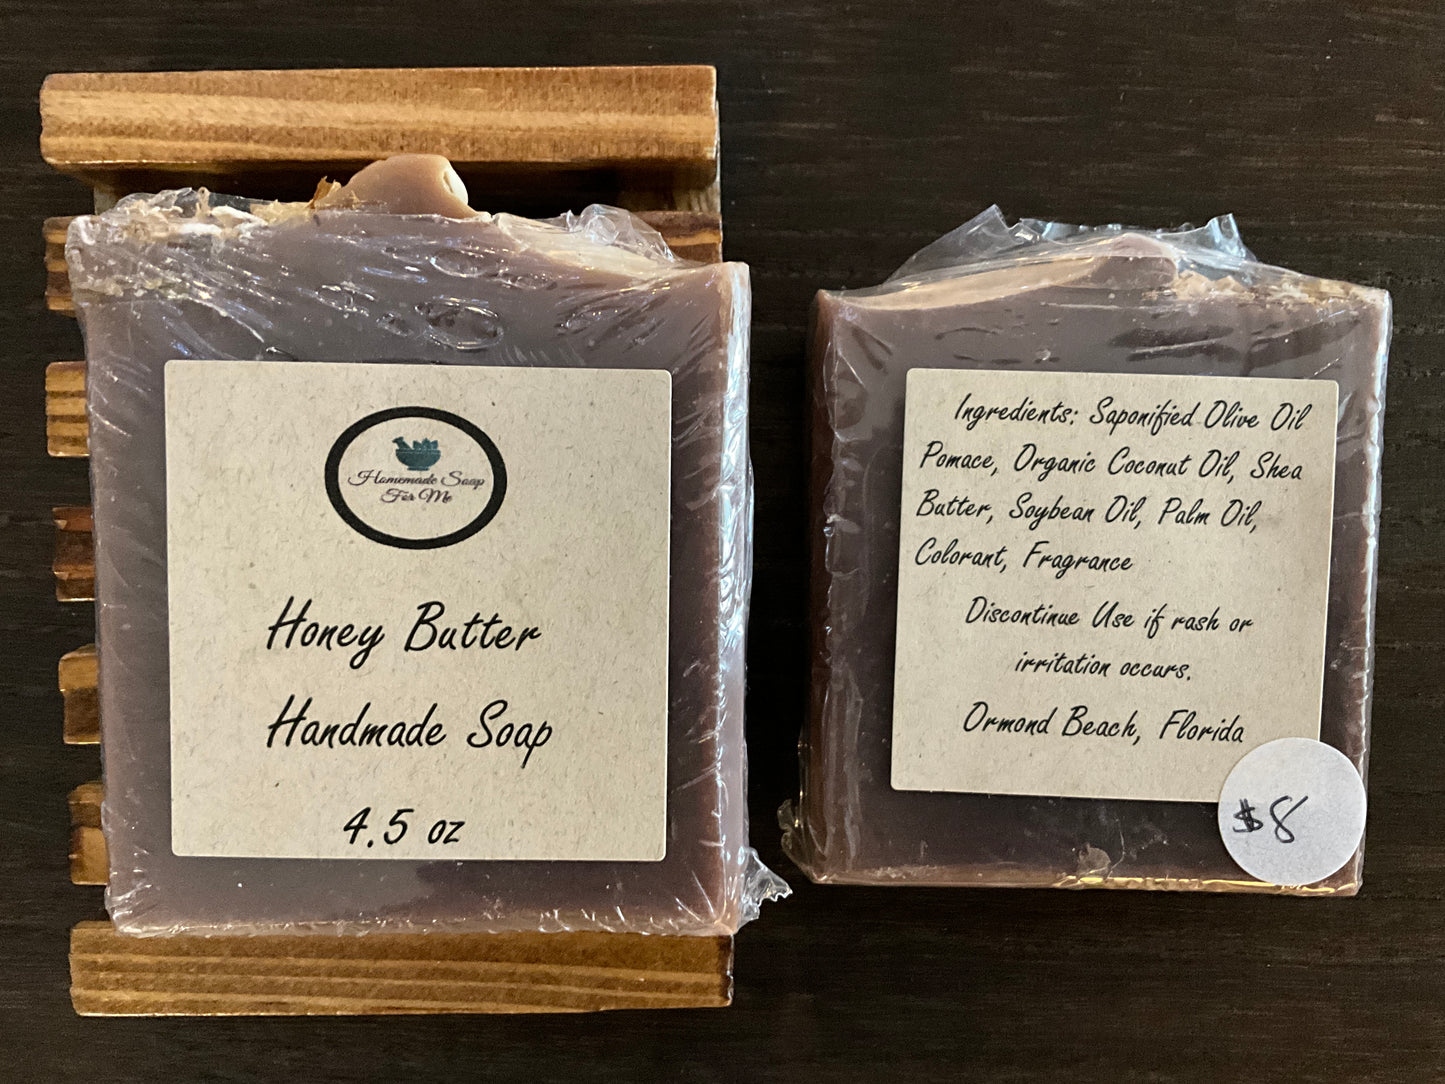 Homemade Soap
For Me
Honey Butter
Handmade Soap
4.5 oz
Ingredients: Saponified Olive Oil
Pomace, Organic Coconut Oil, Shea
Butter, Soybean Oil, Palm Oil,
Colorant, Fragrance
Discontinue Use if rash or
irritation occurs.
Ormond Beach, Florida
$8